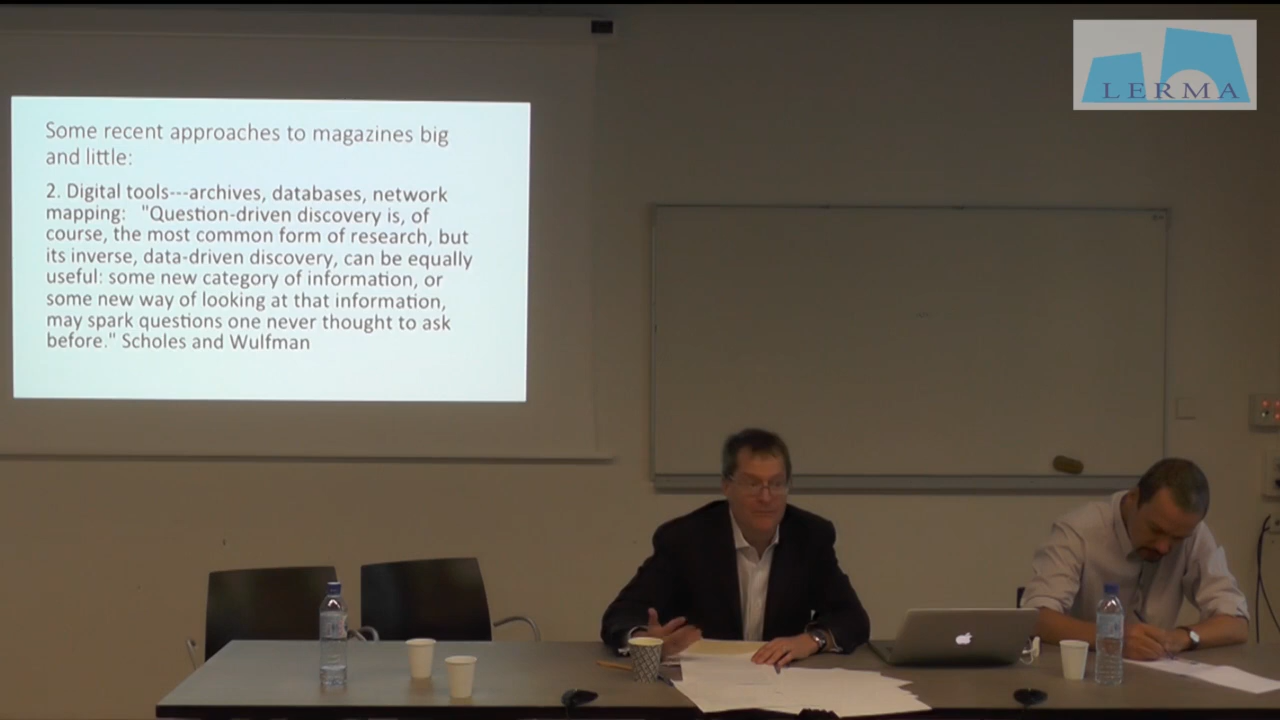 LERMA
Some recent approaches to magazines big
and little:
2. Digital tools---archives, databases, network
mapping:   "Question-driven discovery is, of
course, the most common form of research, but
its inverse, data-driven discovery, can be equally
useful: some new category of information, or
some new way of looking at that information,
may spark questions one never thought to ask
before." Scholes and Wulfman